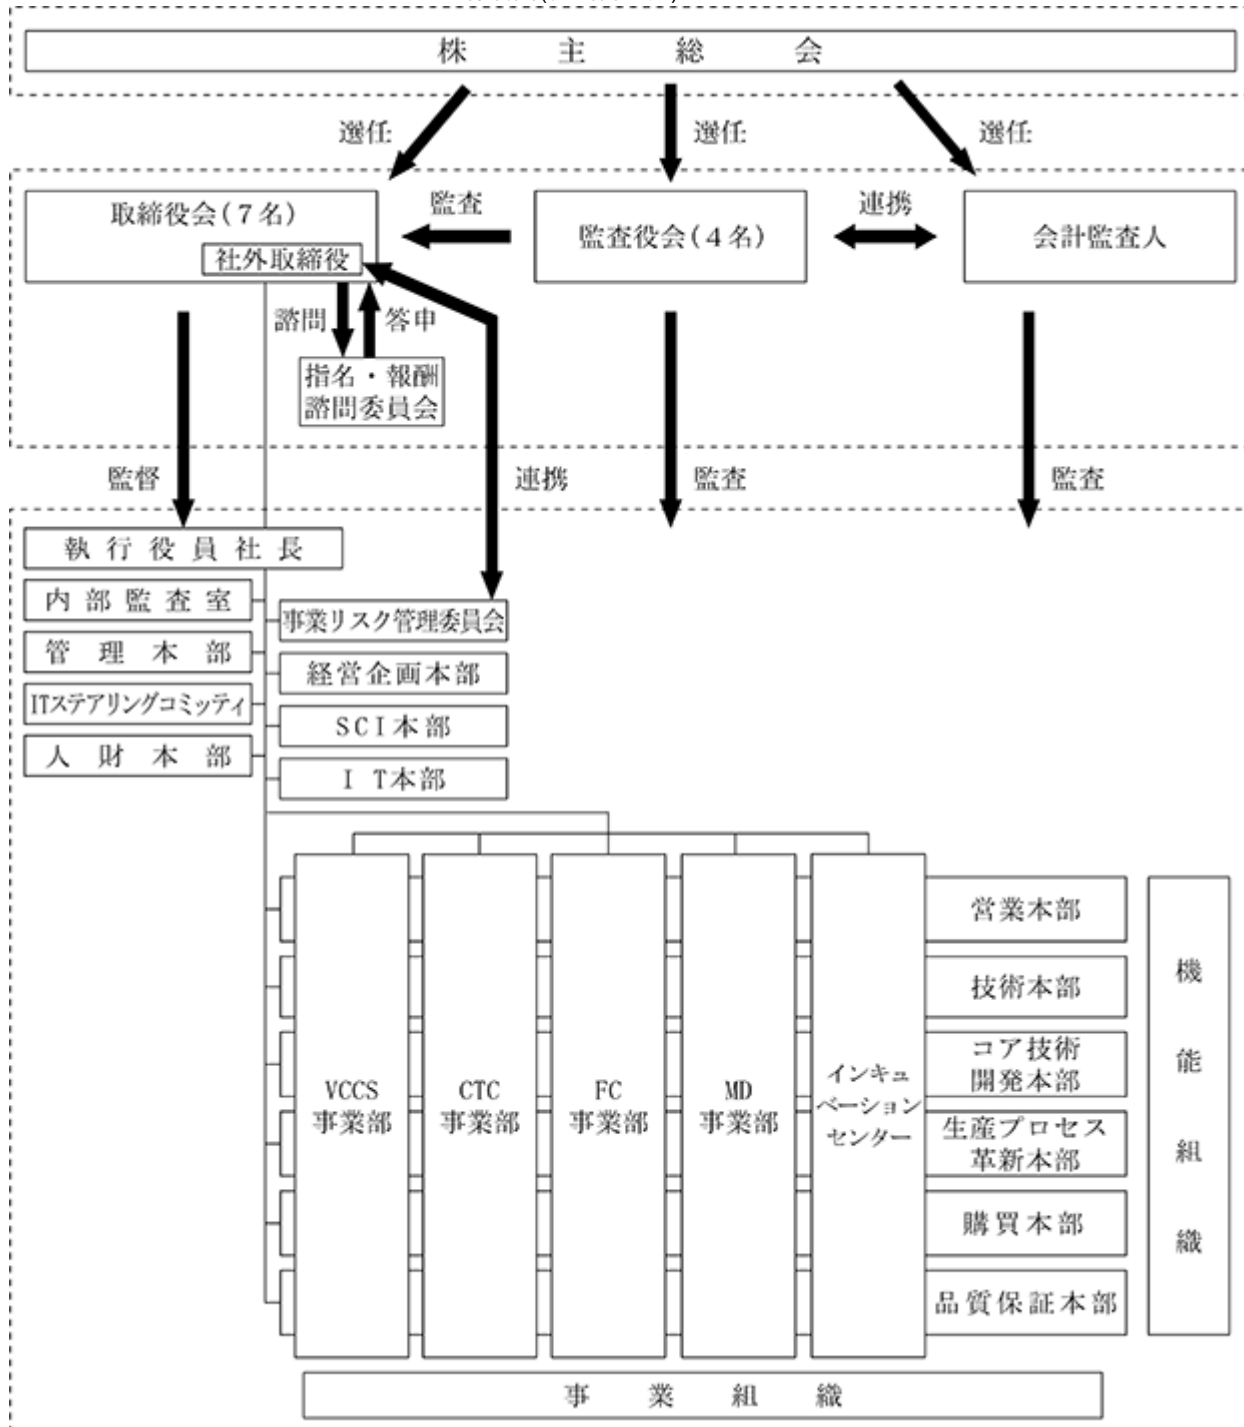 株主総会
選任
選任
選任
取締役会(7名)
社外取締役
監査
監査役会(4名)
連携
会計監査人
諮問
答申
指名・報酬
諮問委員会
監督
連携
監査
監査
執行役員社長
内部監査室
管理本部
ITステアリングコミッティ
人財本部
事業リスク管理委員会
経営企画本部
SCI本部
IT本部
VCCS
事業部
CTC
事業部
FC
事業部
MD
事業部
インキュ
ベーション
センター
営業本部
技術本部
コア技術
開発本部
生産プロセス
革新本部
購買本部
品質保証本部
機能組織
事業組織